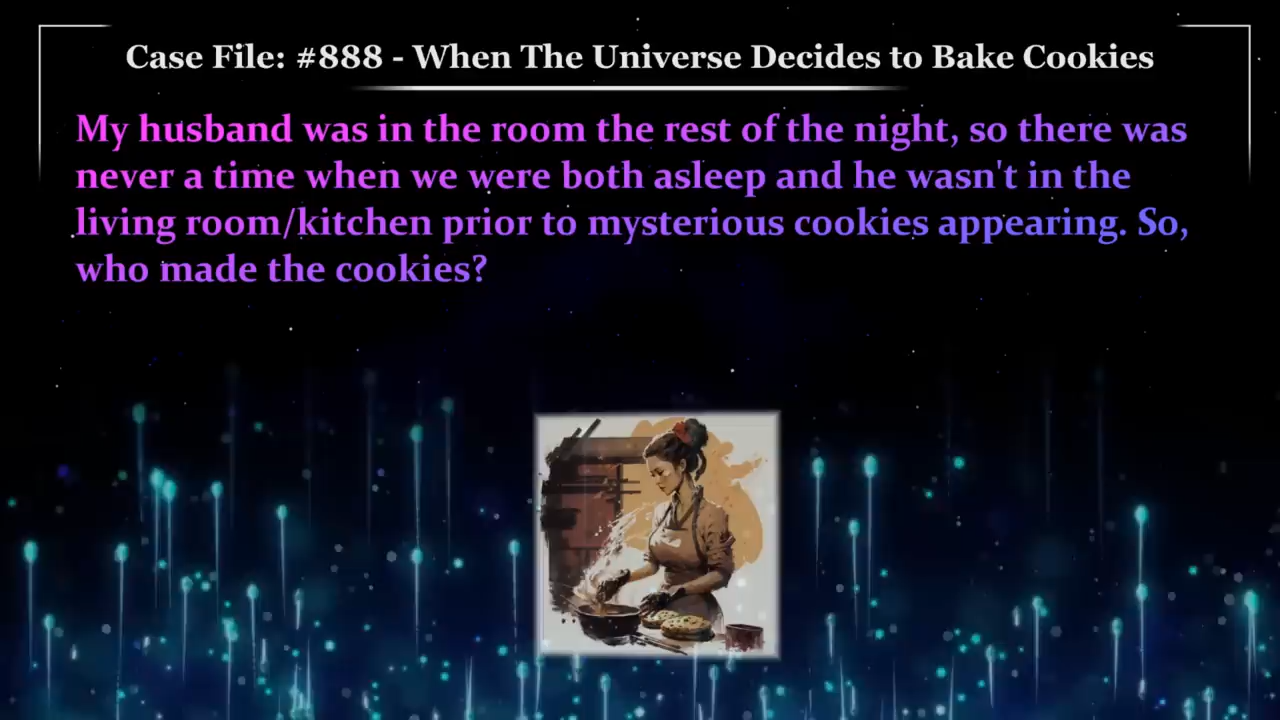 Case File: #888 - When The Universe Decides to Bake Cookies
My husband was in the room the rest of the night, so there was
never a time when we were both asleep and he wasn't in the
living room/kitchen prior to mysterious cookies appearing. So,
who made the cookies?